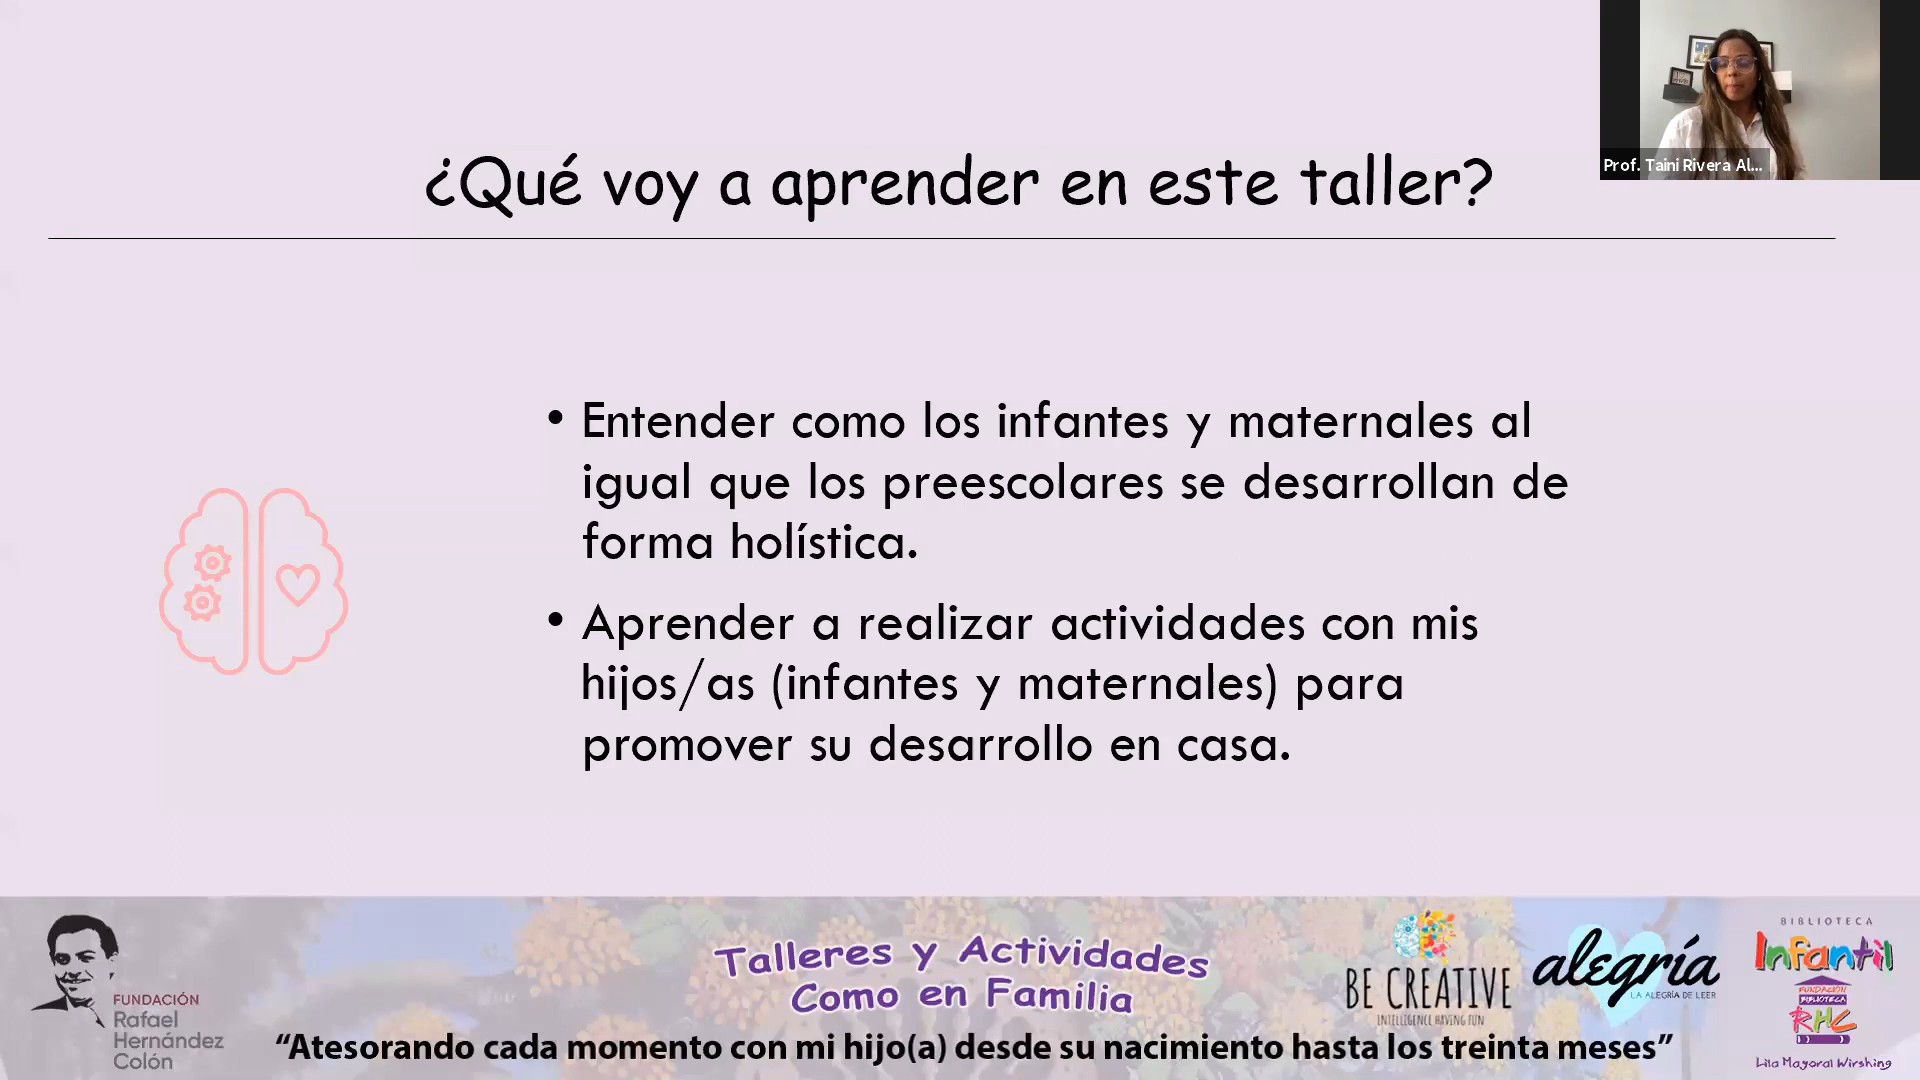 Prof. Taini Rivera Al...
¿Qué voy a aprender en este taller?
• Entender como los infantes y maternales al
igual que los preescolares se desarrollan de
forma holística.
• Aprender a realizar actividades con mis
hijos/as (infantes y maternales) para
promover su desarrollo en casa.
FUNDACIÓN
Rafael
Hernández
Colón
Talleres y Actividades
Como en Familia
BE CREATIVE
INTELLIGENCE HAVING FUN
alegría
LA ALEGRÍA DE LEER
BIBLIOTECA
Infantil
FUNDACIÓN
BIBLIOTECA
RHC
Lila Mayoral Wirshing
“Atesorando cada momento con mi hijo(a) desde su nacimiento hasta los treinta meses”